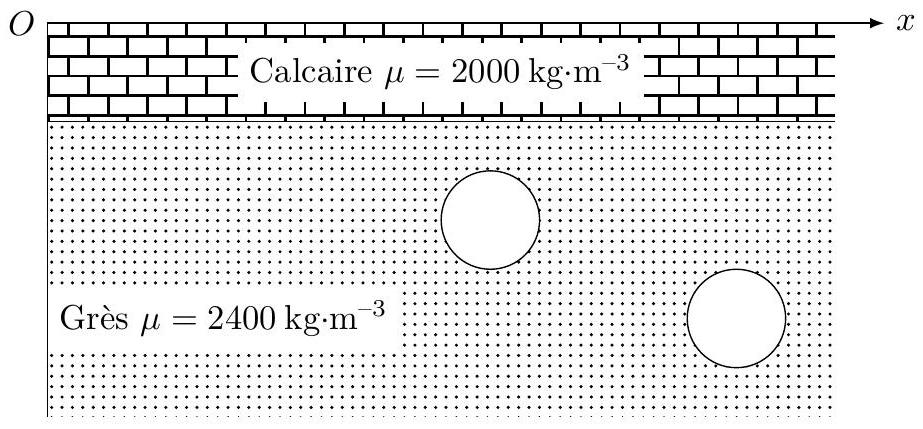 O x
Calcaire μ = 2000 kg·m⁻³
Grès μ = 2400 kg·m⁻³